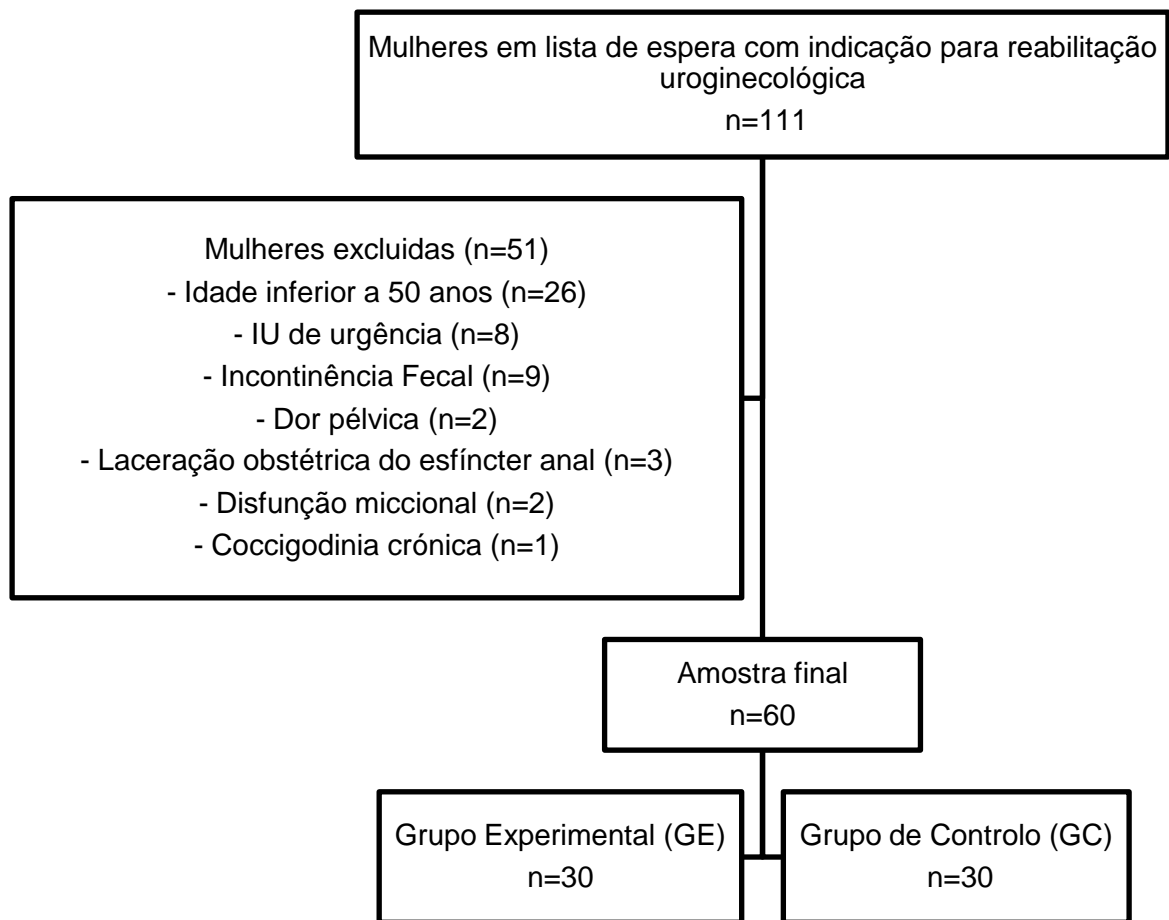 Mulheres em lista de espera com indicação para reabilitação
uroginecológica
n=111
Mulheres excluidas (n=51)
- Idade inferior a 50 anos (n=26)
- IU de urgência (n=8)
- Incontinência Fecal (n=9)
- Dor pélvica (n=2)
- Laceração obstétrica do esfíncter anal (n=3)
- Disfunção miccional (n=2)
- Coccigodinia crónica (n=1)
Amostra final
n=60
Grupo Experimental (GE)
n=30
Grupo de Controlo (GC)
n=30